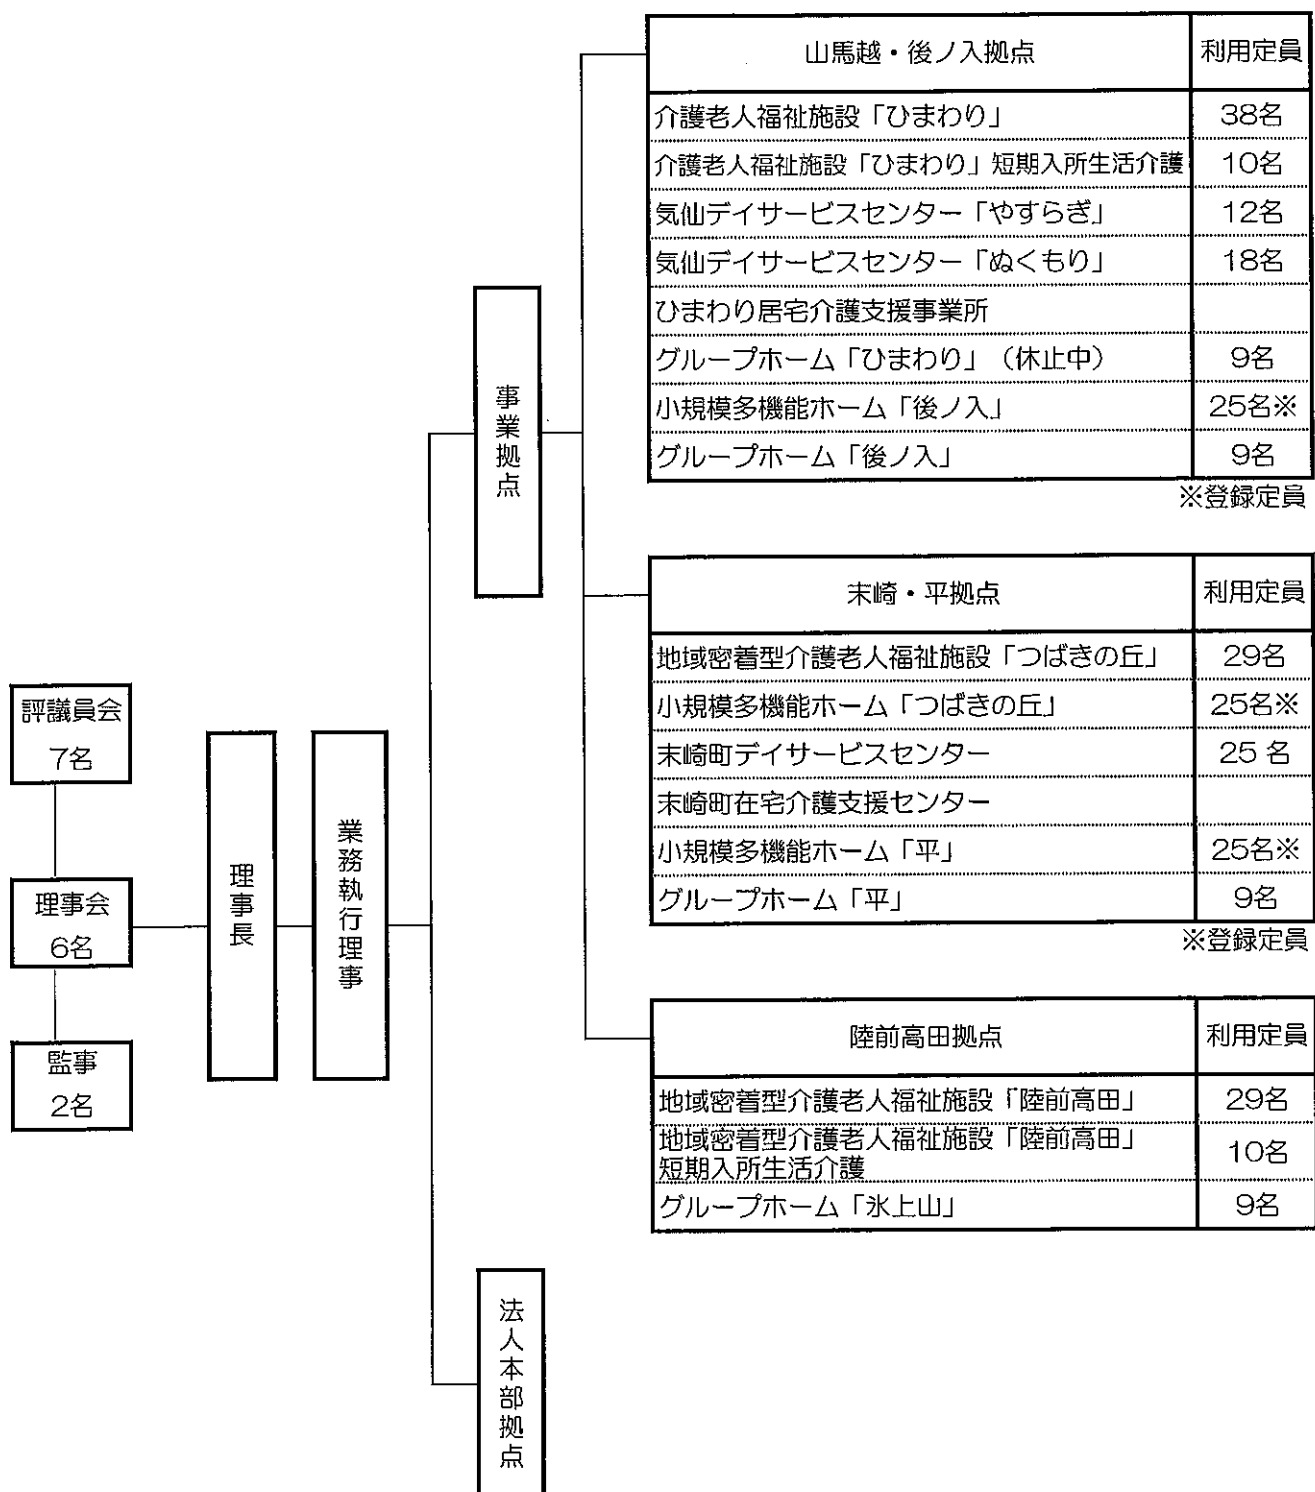 評議員会
7名
理事会
6名
監事
2名
理事長
業務執行理事
事業拠点
法人本部拠点
山馬越・後ノ入拠点 利用定員
介護老人福祉施設「ひまわり」 38名
介護老人福祉施設「ひまわり」短期入所生活介護 10名
気仙デイサービスセンター「やすらぎ」 12名
気仙デイサービスセンター「ぬくもり」 18名
ひまわり居宅介護支援事業所
グループホーム「ひまわり」（休止中） 9名
小規模多機能ホーム「後ノ入」 25名※
グループホーム「後ノ入」 9名
※登録定員
末崎・平拠点 利用定員
地域密着型介護老人福祉施設「つばきの丘」 29名
小規模多機能ホーム「つばきの丘」 25名※
末崎町デイサービスセンター 25 名
末崎町在宅介護支援センター
小規模多機能ホーム「平」 25名※
グループホーム「平」 9名
※登録定員
陸前高田拠点 利用定員
地域密着型介護老人福祉施設「陸前高田」 29名
地域密着型介護老人福祉施設「陸前高田」
短期入所生活介護 10名
グループホーム「氷上山」 9名